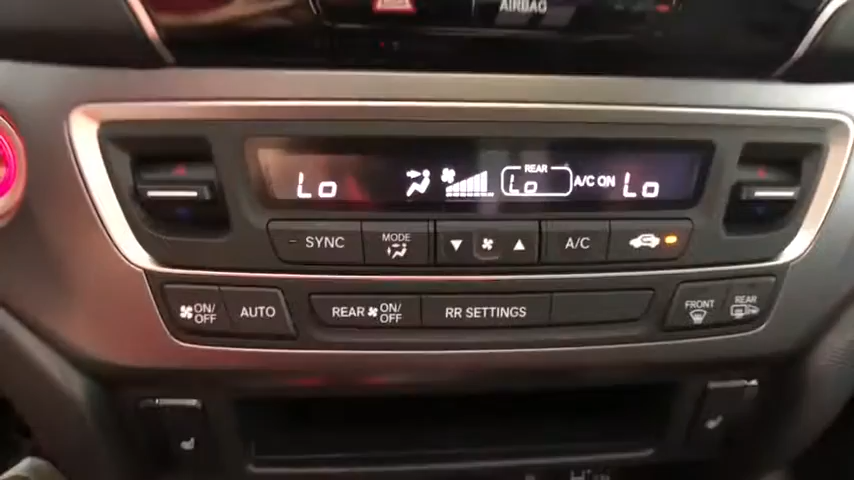 AIRBAG
REAR
Lo Lo A/C ON Lo
MODE
SYNC A/C
ON/OFF AUTO REAR ON/OFF RR SETTINGS FRONT REAR